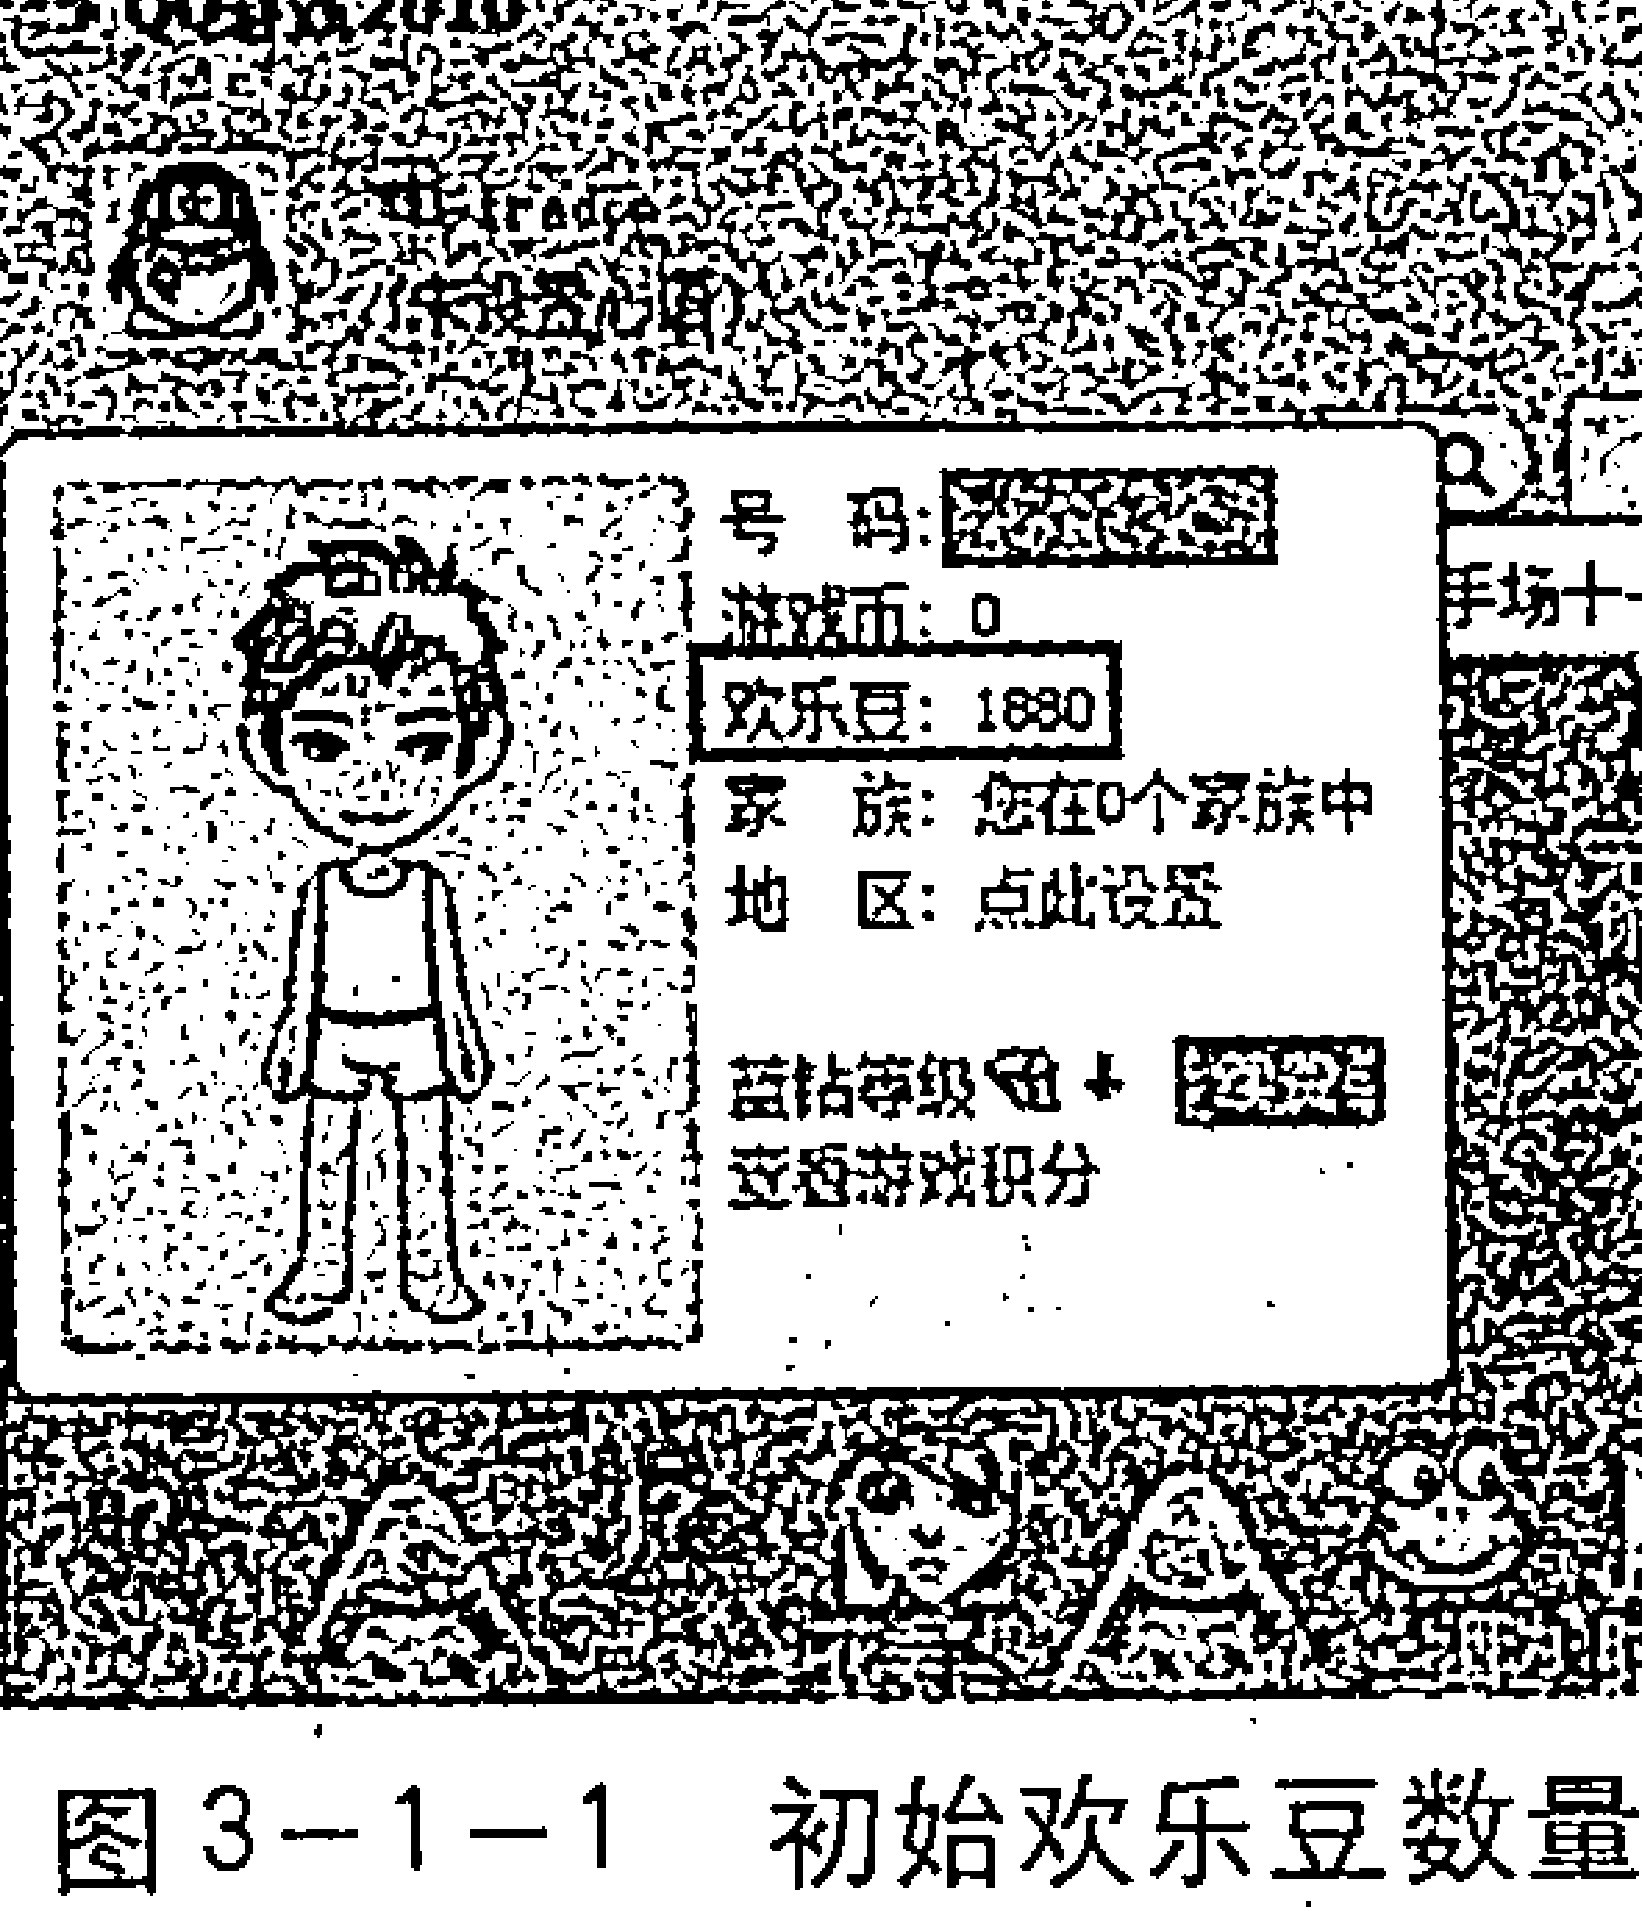 号 码:
游戏币: 0
欢乐豆: 1880
家 族: 您在0个家族中
地 区: 点此设置
蓝钻等级
查看游戏积分
手场十
图 3-1-1 初始欢乐豆数量